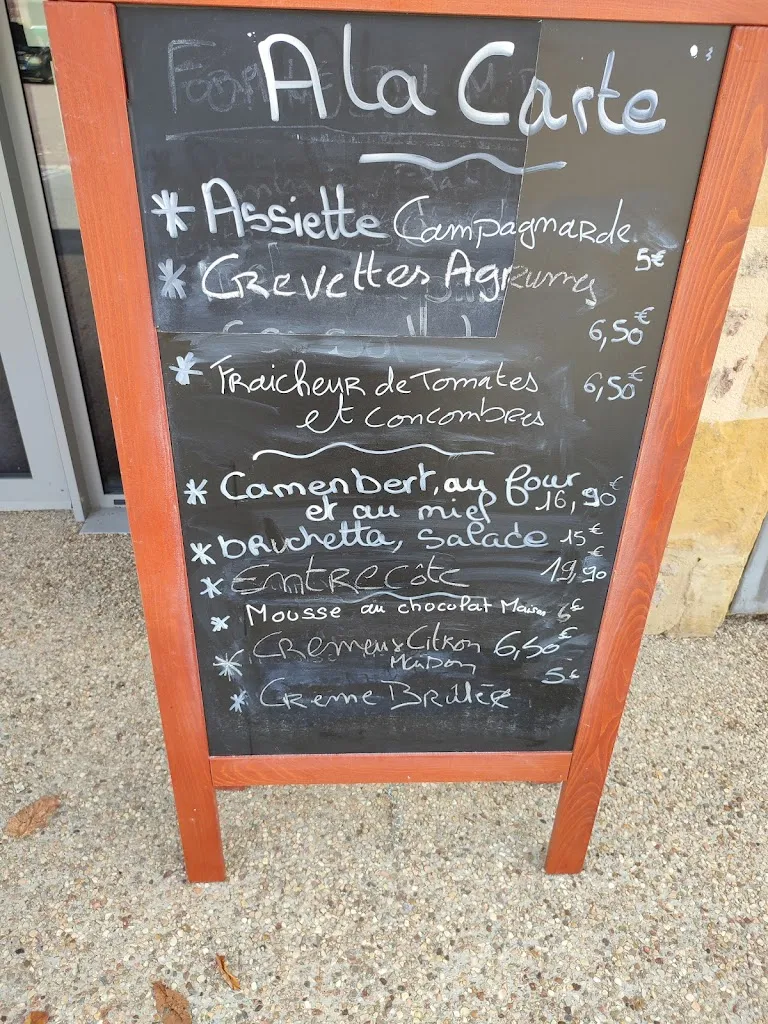 A la Carte
* Assiette Campagnarde
5€
* Crevettes Agrumes
6,50€
* Fraicheur de Tomates 6,50€
et concombres
* Camembert, au four
et au miel 16,90€
* bruchetta, Salade 15€
* Entrecôte 19,90€
* Mousse au chocolat Maison 6€
* Cremeux Citron 6,50€
Maison
5€
* Creme Brûlée